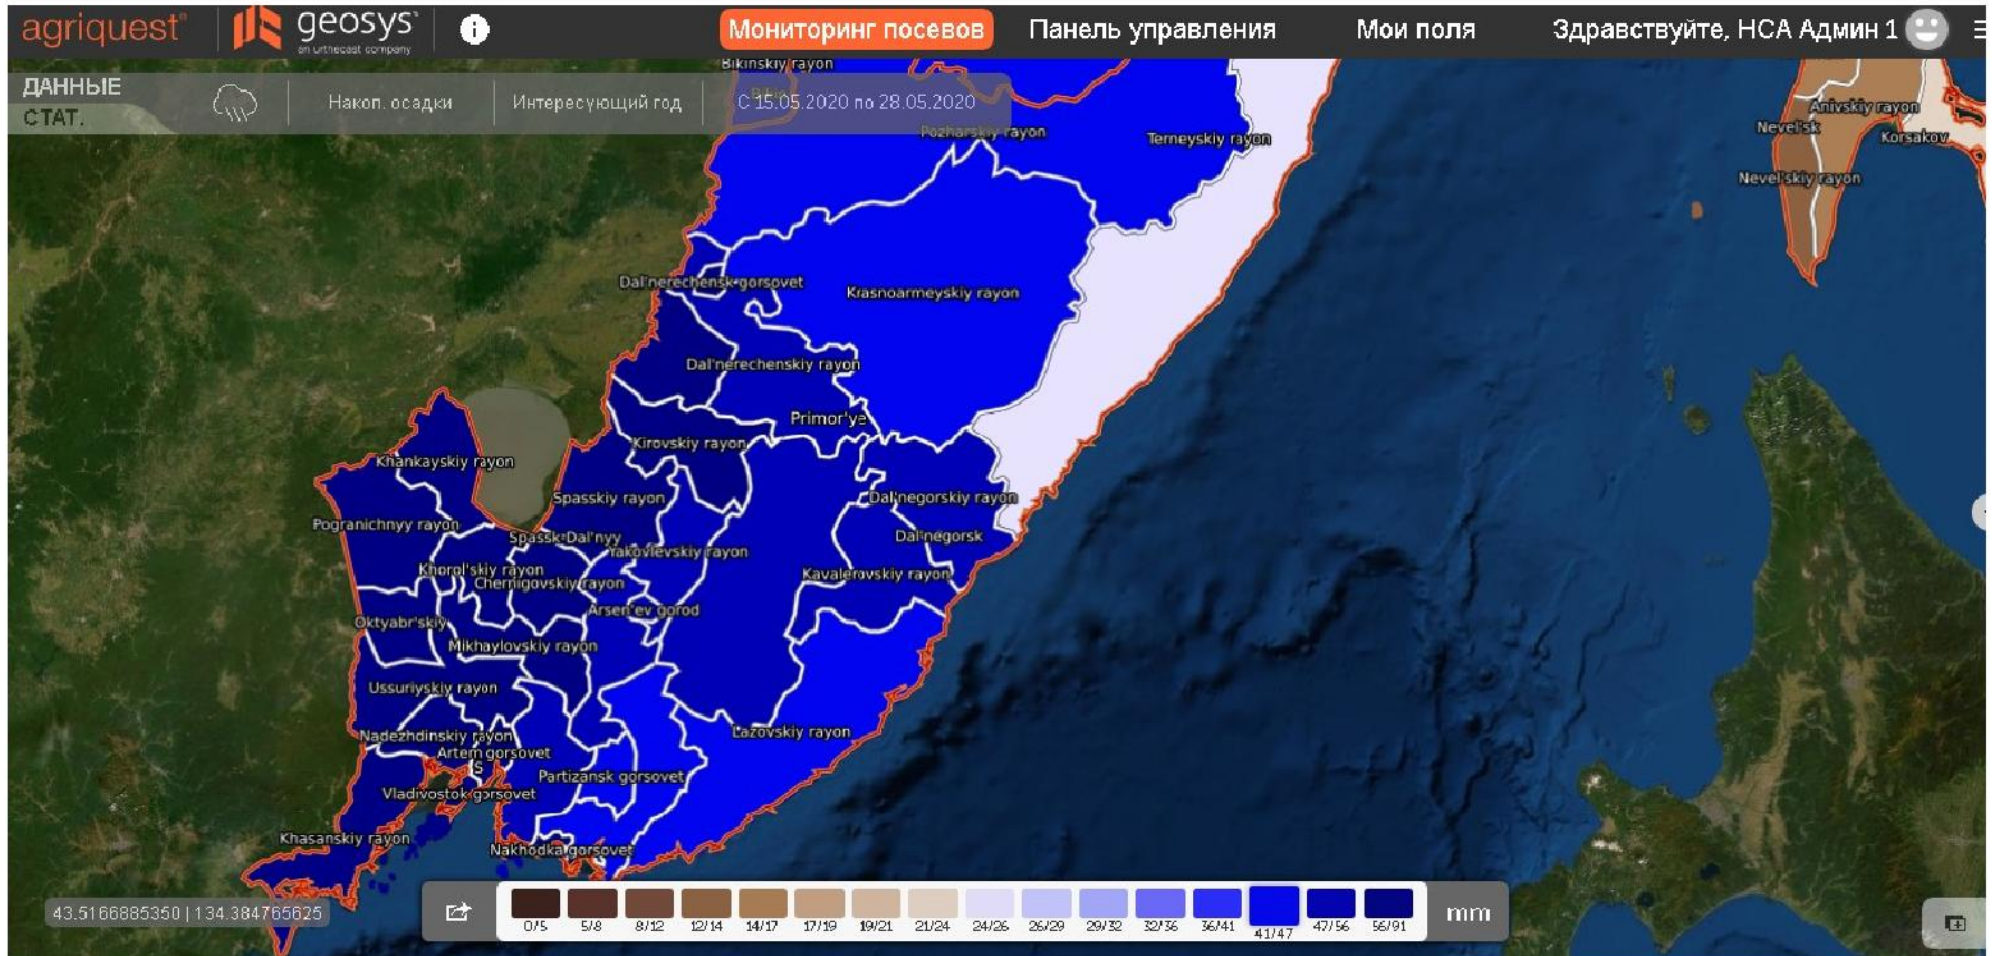 agriquest® geosys an urthecast company i Мониторинг посевов Панель управления Мои поля Здравствуйте, НСА Админ 1
ДАННЫЕ
СТАТ.
Накоп. осадки Интересующий год С 15.05.2020 по 28.05.2020
Bikinskiy rayon
Pozharskiy rayon
Terneyskiy rayon
Anivskiy rayon
Nevel'sk
Korsakov
Nevel'skiy rayon
Dal'nerechensk gorsovet
Krasnoarmeyskiy rayon
Dal'nerechenskiy rayon
Primor'ye
Kirovskiy rayon
Khankayskiy rayon
Spasskiy rayon
Dal'negorskiy rayon
Pogranichnyy rayon
Spassk-Dal'nyy
Dal'negorsk
Yakovlevskiy rayon
Khorol'skiy rayon
Kavalerovskiy rayon
Chernigovskiy rayon
Arsen'ev gorod
Oktyabr'skiy
Mikhaylovskiy rayon
Ussuriyskiy rayon
Lazovskiy rayon
Nadezhdinskiy rayon
Artem gorsovet
S
Partizansk gorsovet
Vladivostok gorsovet
Khasanskiy rayon
Nakhodka gorsovet
43.5166885350 | 134.384765625
0/5 5/8 8/12 12/14 14/17 17/19 19/21 21/24 24/26 26/29 29/32 32/36 36/41 41/47 47/56 56/91 mm